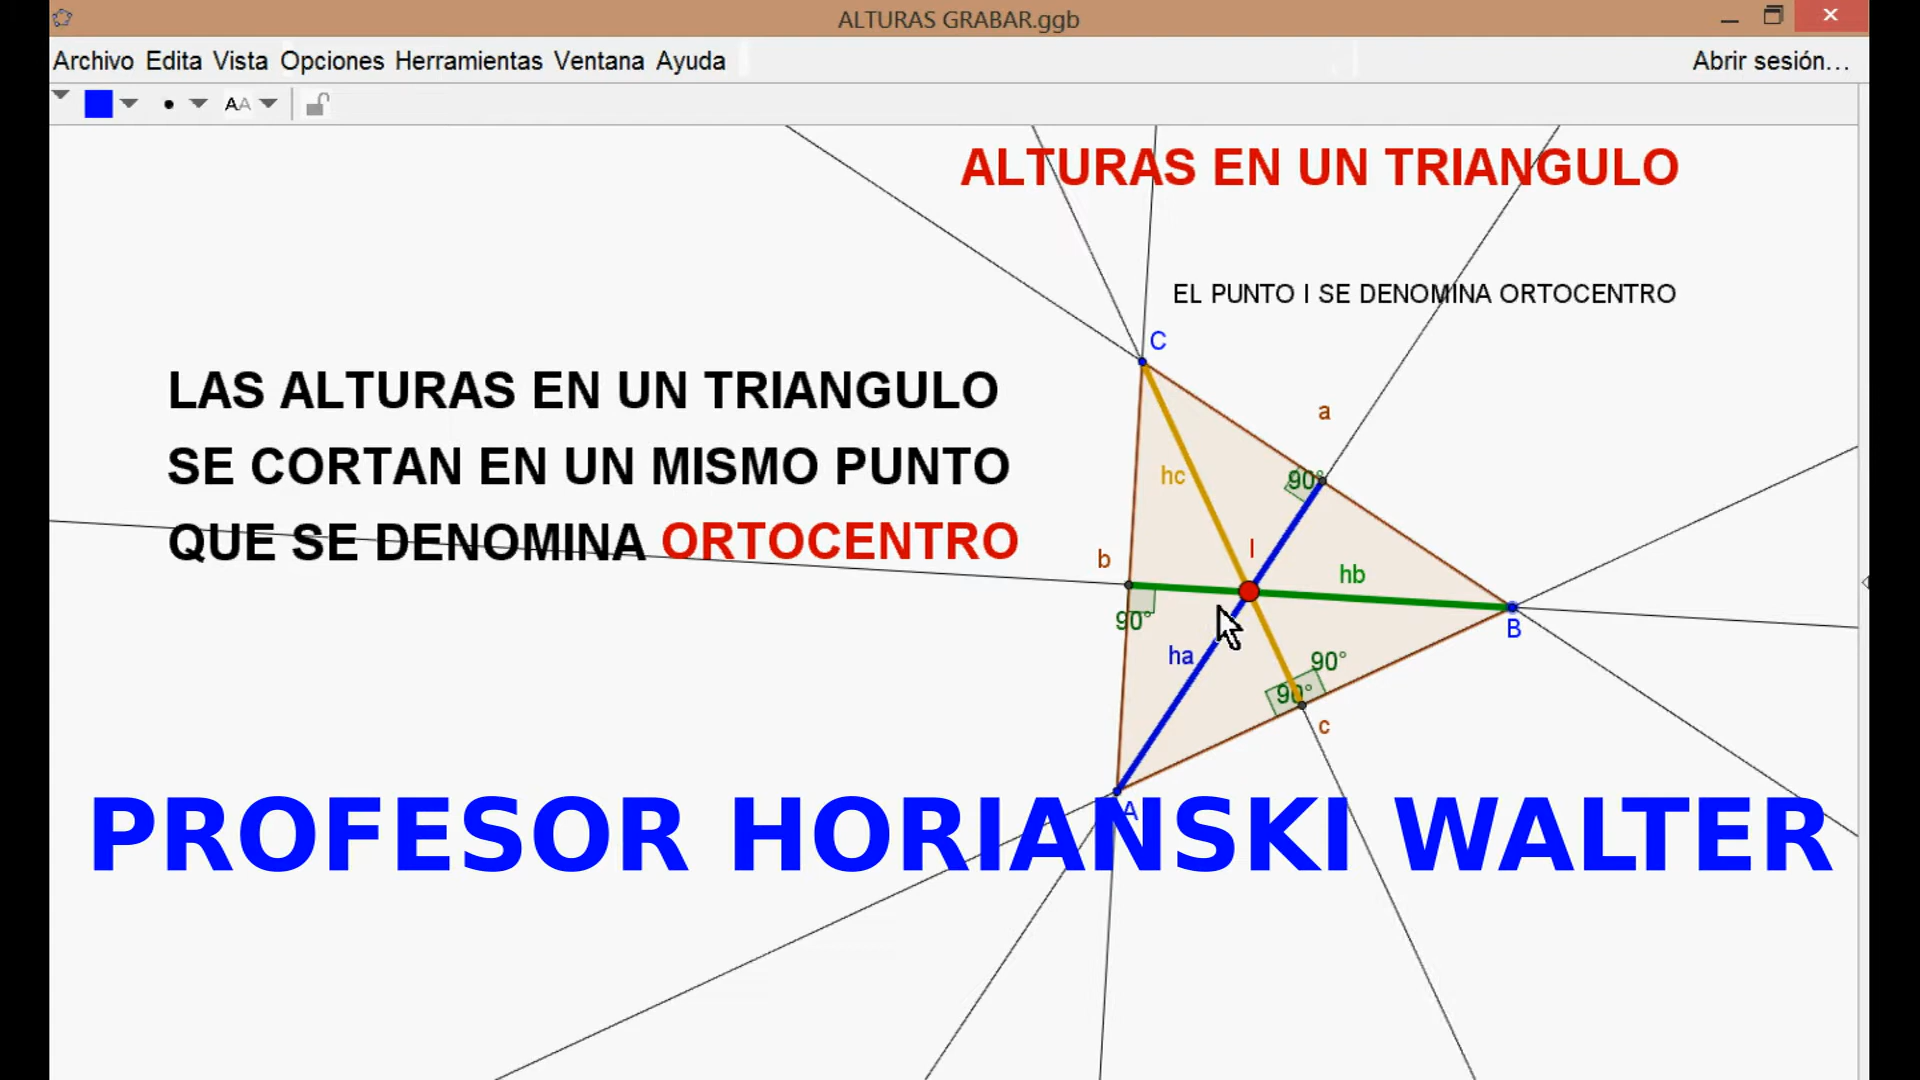 ALTURAS GRABAR.ggb
Archivo Edita Vista Opciones Herramientas Ventana Ayuda
Abrir sesión...
AA
ALTURAS EN UN TRIANGULO
EL PUNTO I SE DENOMINA ORTOCENTRO
C
LAS ALTURAS EN UN TRIANGULO
a
SE CORTAN EN UN MISMO PUNTO
hc
90°
QUE SE DENOMINA ORTOCENTRO
I
b
hb
90°
B
ha
90°
90°
c
A
PROFESOR HORIANSKI WALTER